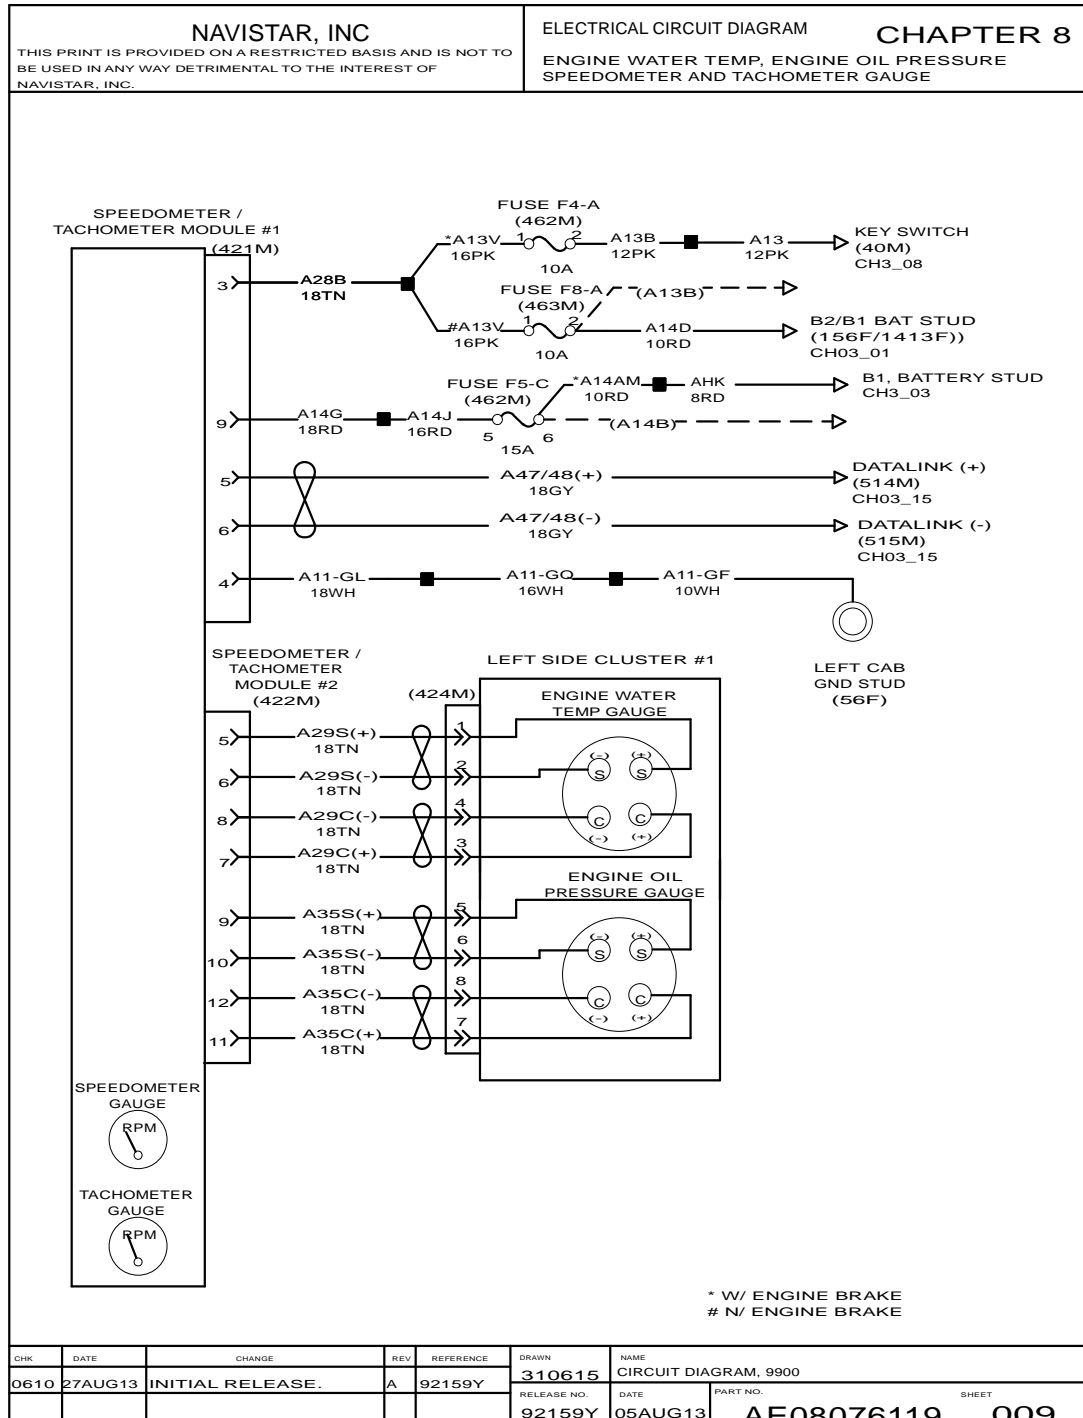 NAVISTAR, INC
THIS PRINT IS PROVIDED ON A RESTRICTED BASIS AND IS NOT TO
BE USED IN ANY WAY DETRIMENTAL TO THE INTEREST OF
NAVISTAR, INC.
ELECTRICAL CIRCUIT DIAGRAM
CHAPTER 8
ENGINE WATER TEMP, ENGINE OIL PRESSURE
SPEEDOMETER AND TACHOMETER GAUGE
SPEEDOMETER /
TACHOMETER MODULE #1
(421M)
FUSE F4-A
(462M)
3
A28B
18TN
*A13V
16PK
1
2
10A
A13B
12PK
A13
12PK
KEY SWITCH
(40M)
CH3_08
FUSE F8-A
(463M)
(A13B)
#A13V
16PK
1
2
10A
A14D
10RD
B2/B1 BAT STUD
(156F/1413F))
CH03_01
FUSE F5-C
(462M)
*A14AM
10RD
AHK
8RD
B1, BATTERY STUD
CH3_03
9
A14G
18RD
A14J
16RD
5
6
15A
(A14B)
5
A47/48(+)
18GY
DATALINK (+)
(514M)
CH03_15
6
A47/48(-)
18GY
DATALINK (-)
(515M)
CH03_15
4
A11-GL
18WH
A11-GQ
16WH
A11-GF
10WH
LEFT CAB
GND STUD
(56F)
SPEEDOMETER /
TACHOMETER
MODULE #2
(422M)
LEFT SIDE CLUSTER #1
(424M)
ENGINE WATER
TEMP GAUGE
5
A29S(+)
18TN
1
6
A29S(-)
18TN
2
(-)
(+)
S
S
8
A29C(-)
18TN
4
C
C
(-)
(+)
7
A29C(+)
18TN
3
ENGINE OIL
PRESSURE GAUGE
9
A35S(+)
18TN
5
10
A35S(-)
18TN
6
(-)
(+)
S
S
12
A35C(-)
18TN
8
C
C
(-)
(+)
11
A35C(+)
18TN
7
SPEEDOMETER
GAUGE
RPM
TACHOMETER
GAUGE
RPM
* W/ ENGINE BRAKE
# N/ ENGINE BRAKE
CHK DATE CHANGE REV REFERENCE
0610 27AUG13 INITIAL RELEASE. A 92159Y
DRAWN
310615
NAME
CIRCUIT DIAGRAM, 9900
RELEASE NO.
92159Y
DATE
05AUG13
PART NO.
AE08076119
SHEET
009